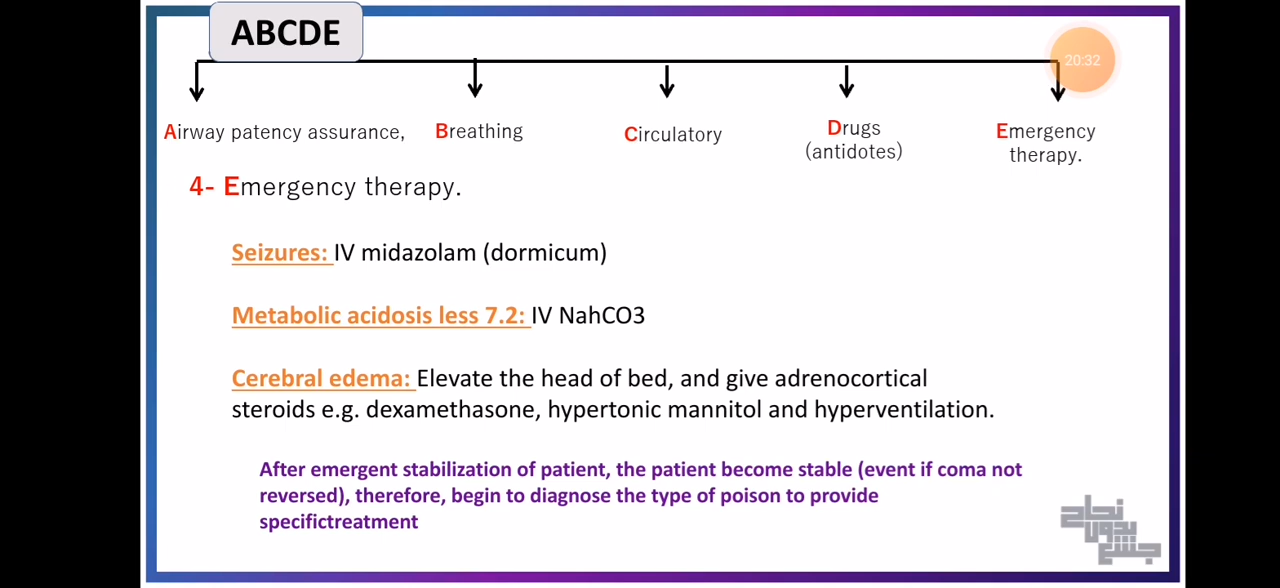 ABCDE
20:32
Airway patency assurance,
Breathing
Circulatory
Drugs
(antidotes)
Emergency
therapy.
4- Emergency therapy.
Seizures: IV midazolam (dormicum)
Metabolic acidosis less 7.2: IV NahCO3
Cerebral edema: Elevate the head of bed, and give adrenocortical
steroids e.g. dexamethasone, hypertonic mannitol and hyperventilation.
After emergent stabilization of patient, the patient become stable (event if coma not
reversed), therefore, begin to diagnose the type of poison to provide
specifictreatment
نجاح
بدون
جشع